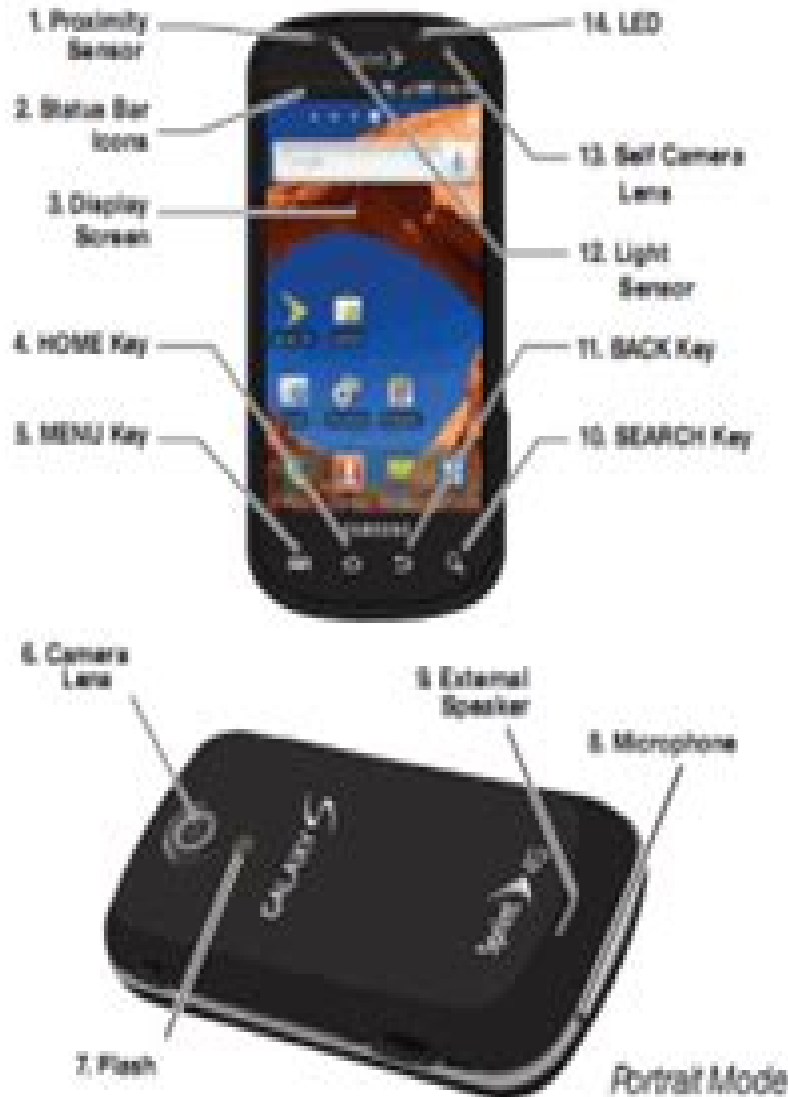 1. Proximity
Sensor
2. Status Bar
Icons
3. Display
Screen
4. HOME Key
5. MENU Key
14. LED
13. Self Camera
Lens
12. Light
Sensor
11. BACK Key
10. SEARCH Key
Google
SAMSUNG
6. Camera
Lens
9. External
Speaker
8. Microphone
GALAXY S
Sprint
7. Flash
Portrait Mode